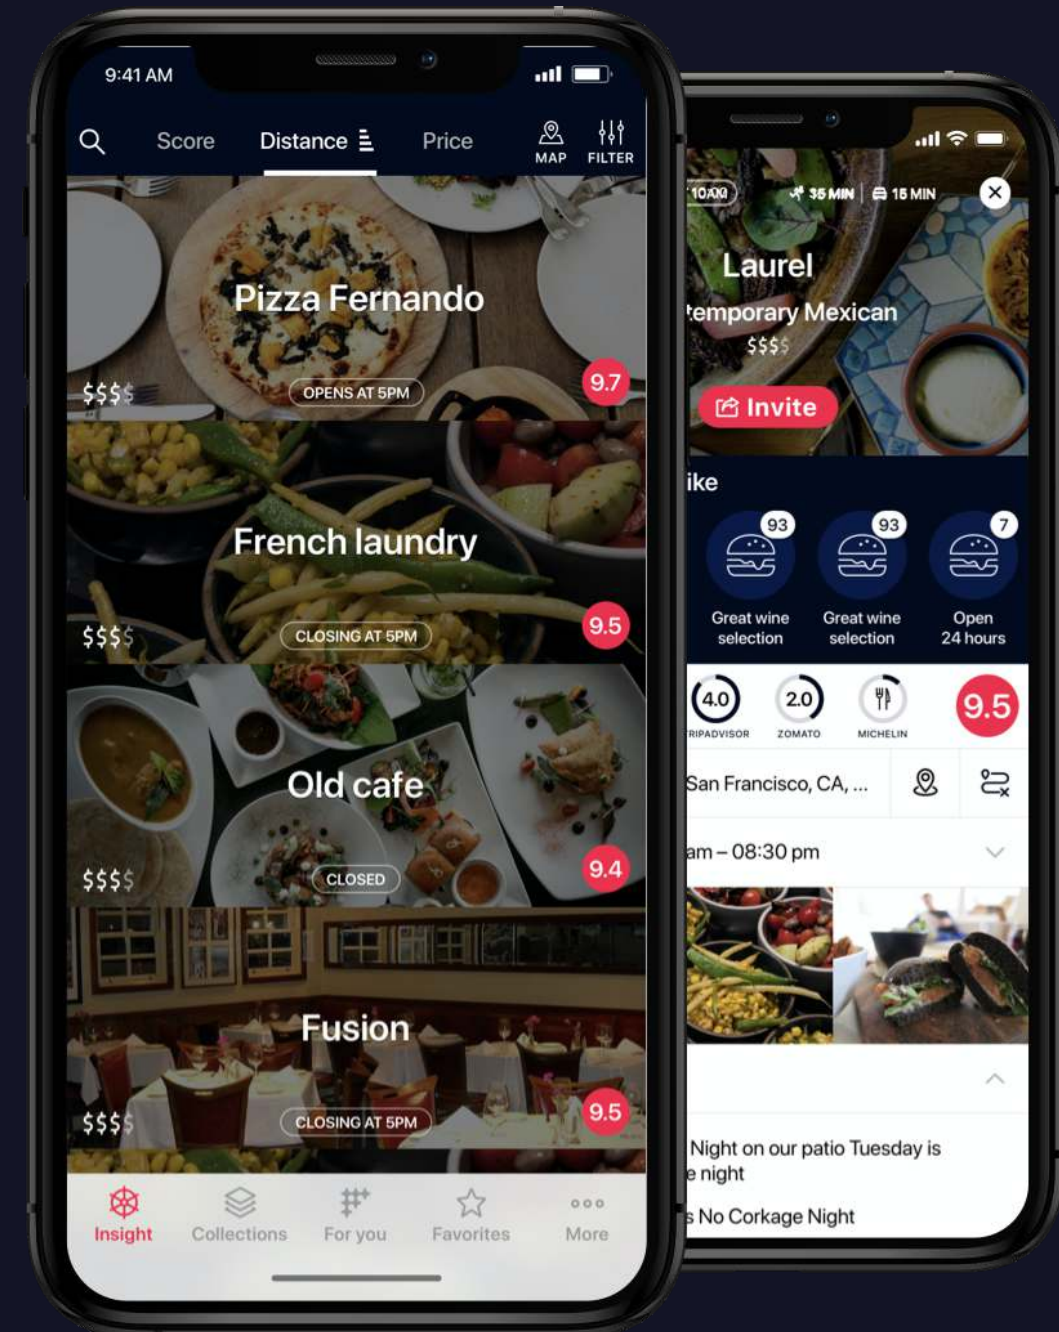 9:41 AM
Score
Distance
Price
MAP
FILTER
Pizza Fernando
$$$$
OPENS AT 5PM
9.7
French laundry
$$$$
CLOSING AT 5PM
9.5
Old cafe
$$$$
CLOSED
9.4
Fusion
$$$$
CLOSING AT 5PM
9.5
Insight
Collections
For you
Favorites
More
35 MIN
15 MIN
Laurel
temporary Mexican
$$$$
Invite
ike
93
93
7
Great wine
selection
Great wine
selection
Open
24 hours
4.0
2.0
9.5
RIPADVISOR
ZOMATO
MICHELIN
San Francisco, CA, ...
am – 08:30 pm
Night on our patio Tuesday is
e night
s No Corkage Night